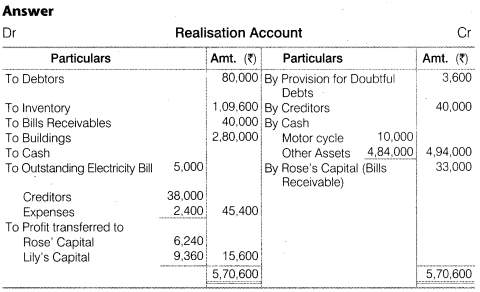 Answer
Dr Realisation Account Cr
Particulars Amt. (₹) Particulars Amt. (₹)
To Debtors 80,000 By Provision for Doubtful 3,600
Debts
To Inventory 1,09,600 By Creditors 40,000
To Bills Receivables 40,000 By Cash
To Buildings 2,80,000 Motor cycle 10,000
To Cash Other Assets 4,84,000 4,94,000
To Outstanding Electricity Bill 5,000 By Rose's Capital (Bills 33,000
Receivable)
Creditors 38,000
Expenses 2,400 45,400
To Profit transferred to
Rose' Capital 6,240
Lily's Capital 9,360 15,600
5,70,600 5,70,600